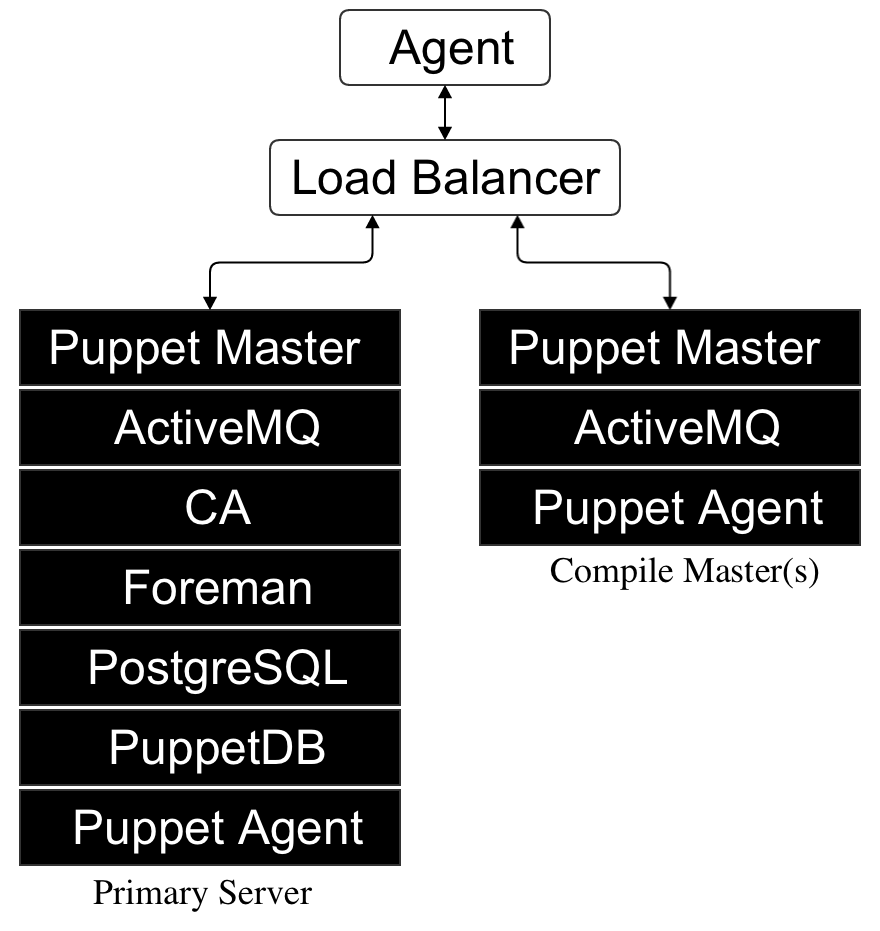 Agent
Load Balancer
Puppet Master
ActiveMQ
CA
Foreman
PostgreSQL
PuppetDB
Puppet Agent
Primary Server
Puppet Master
ActiveMQ
Puppet Agent
Compile Master(s)